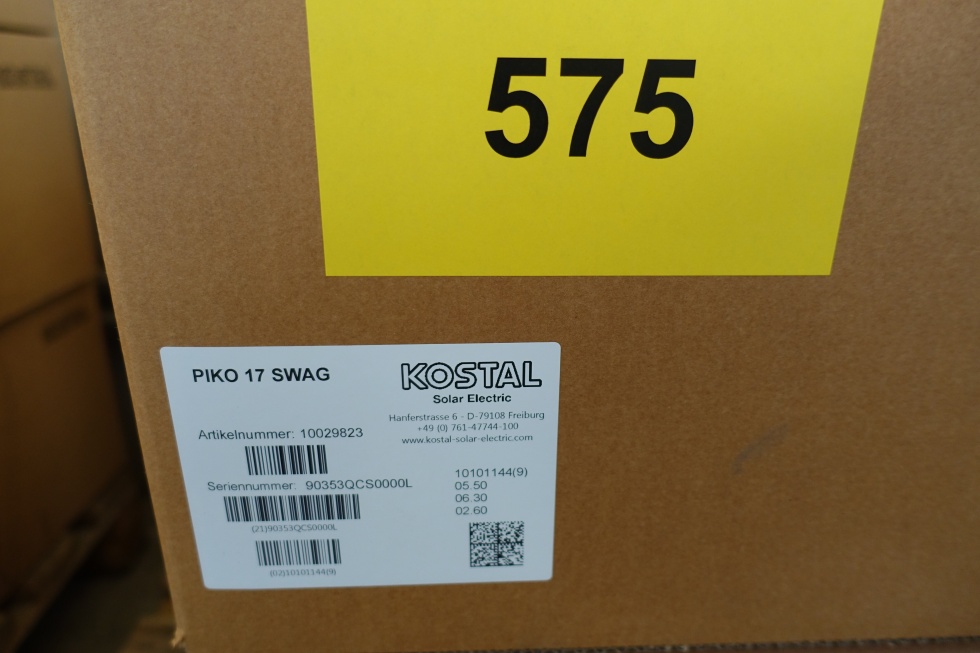 575
PIKO 17 SWAG
KOSTAL
Solar Electric
Hanferstrasse 6 - D-79108 Freiburg
+49 (0) 761-47744-100
www.kostal-solar-electric.com
Artikelnummer: 10029823
Seriennummer: 90353QCS0000L
(21)90353QCS0000L
(02)10101144(9)
10101144(9)
05.50
06.30
02.60